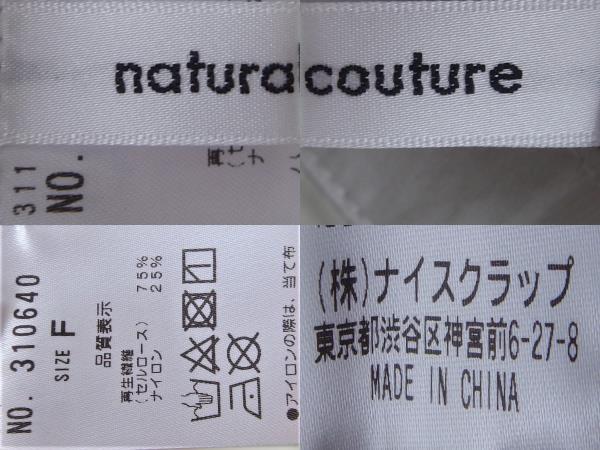 natura
couture
311
NO.
再
ナ
NO. 310640
SIZE F
品質表示
再生繊維
(セルロース) 75%
ナイロン 25%
●アイロンの際は、当て布
(株)ナイスクラップ
東京都渋谷区神宮前6-27-8
MADE IN CHINA